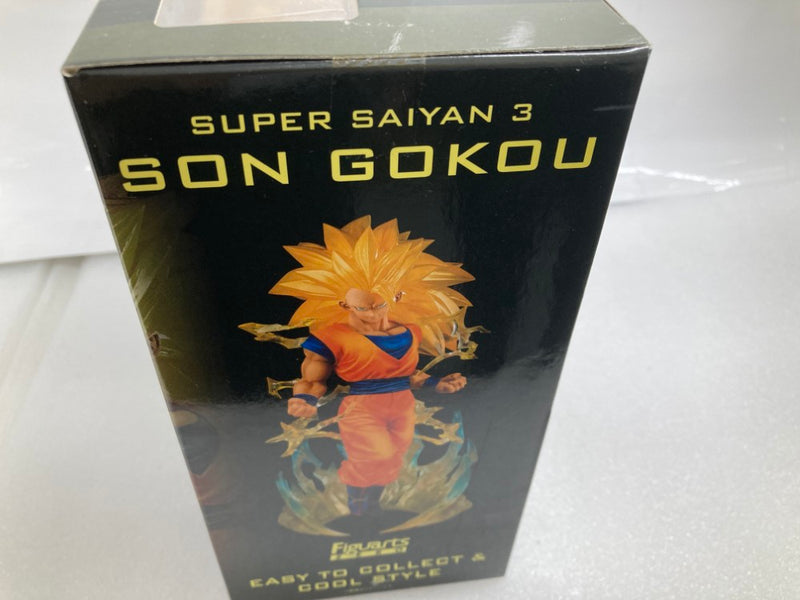 SUPER SAIYAN 3
SON GOKOU
Figuarts
EASY TO COLLECT &
COOL STYLE